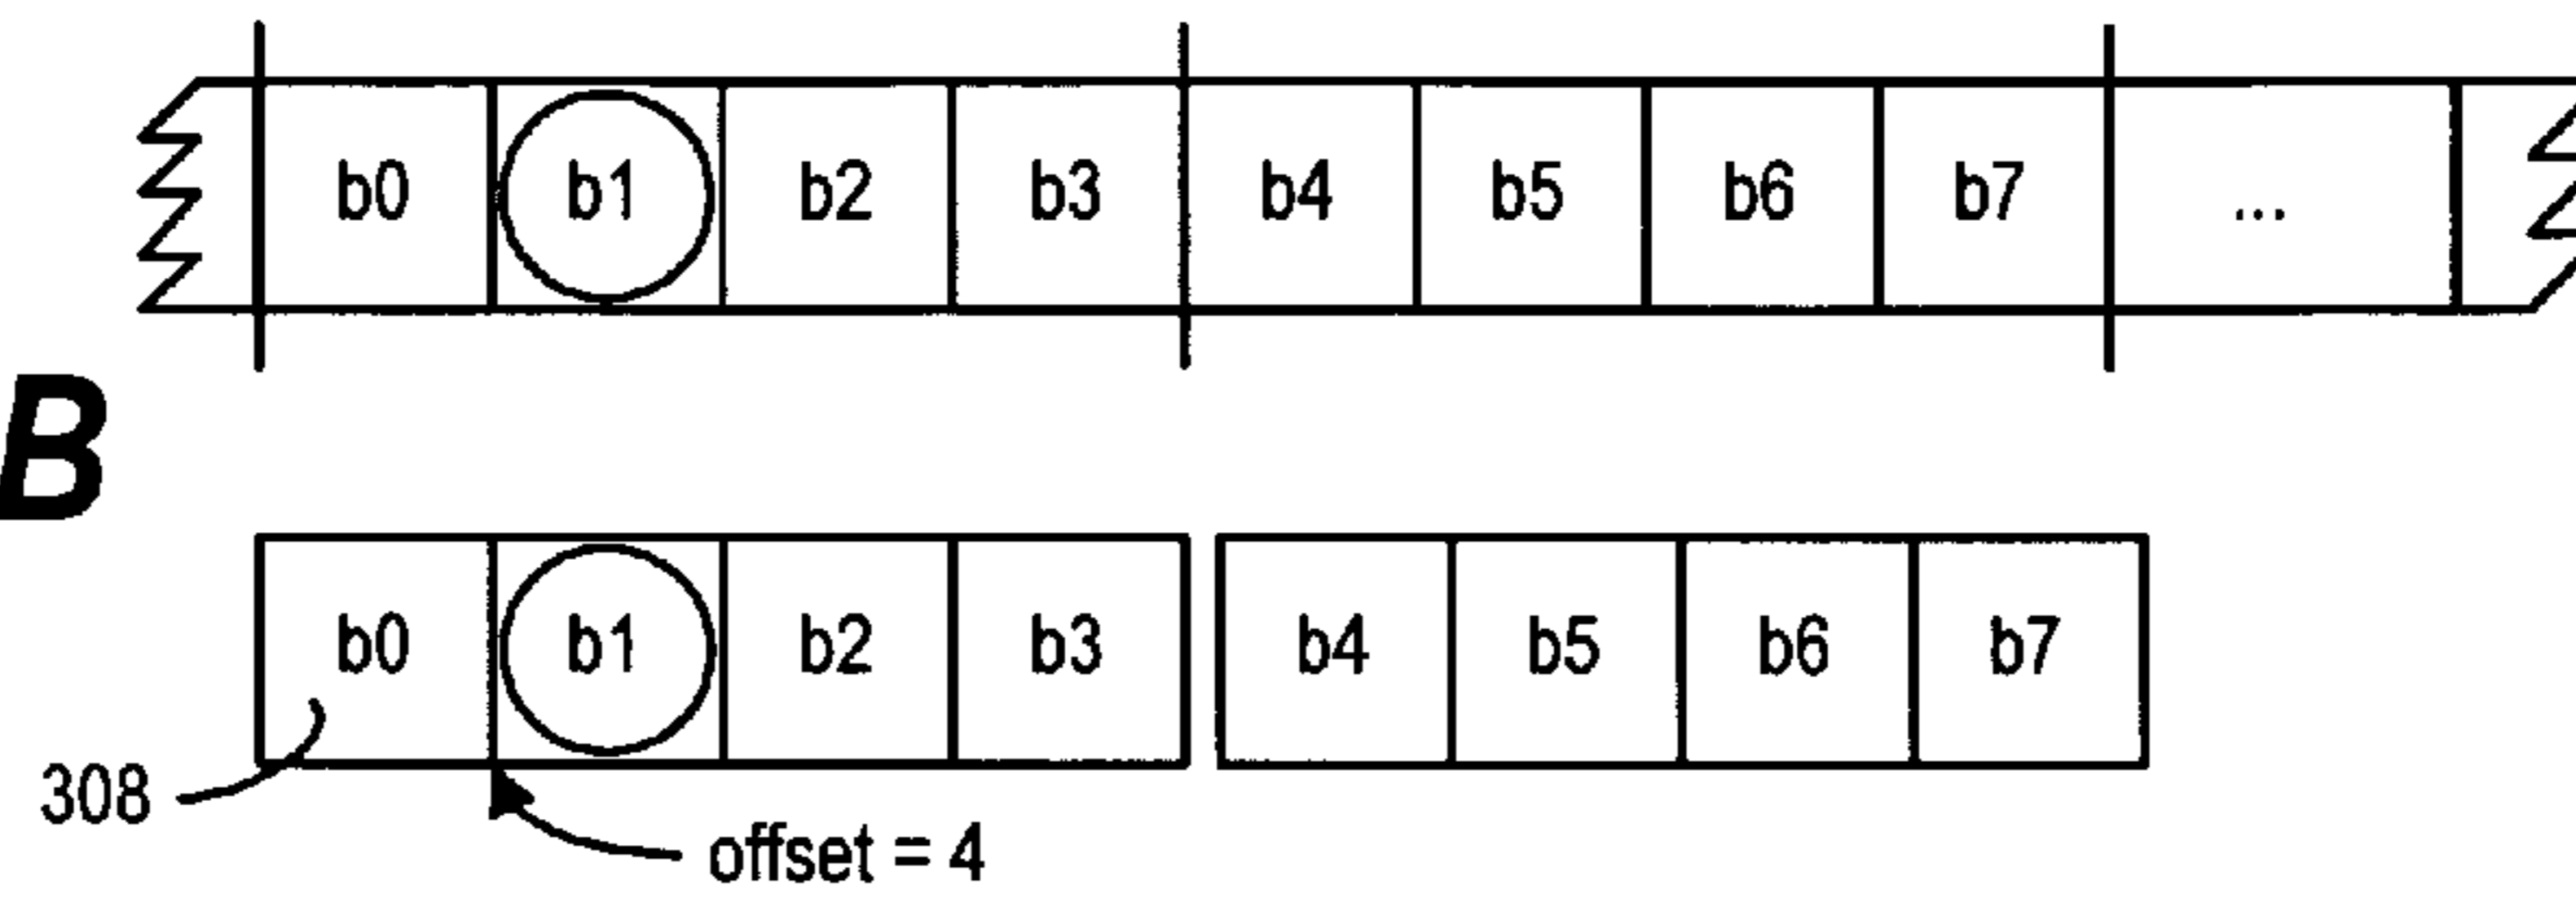 b0 b1 b2 b3 b4 b5 b6 b7 ...
B
b0 b1 b2 b3 b4 b5 b6 b7
308
offset = 4